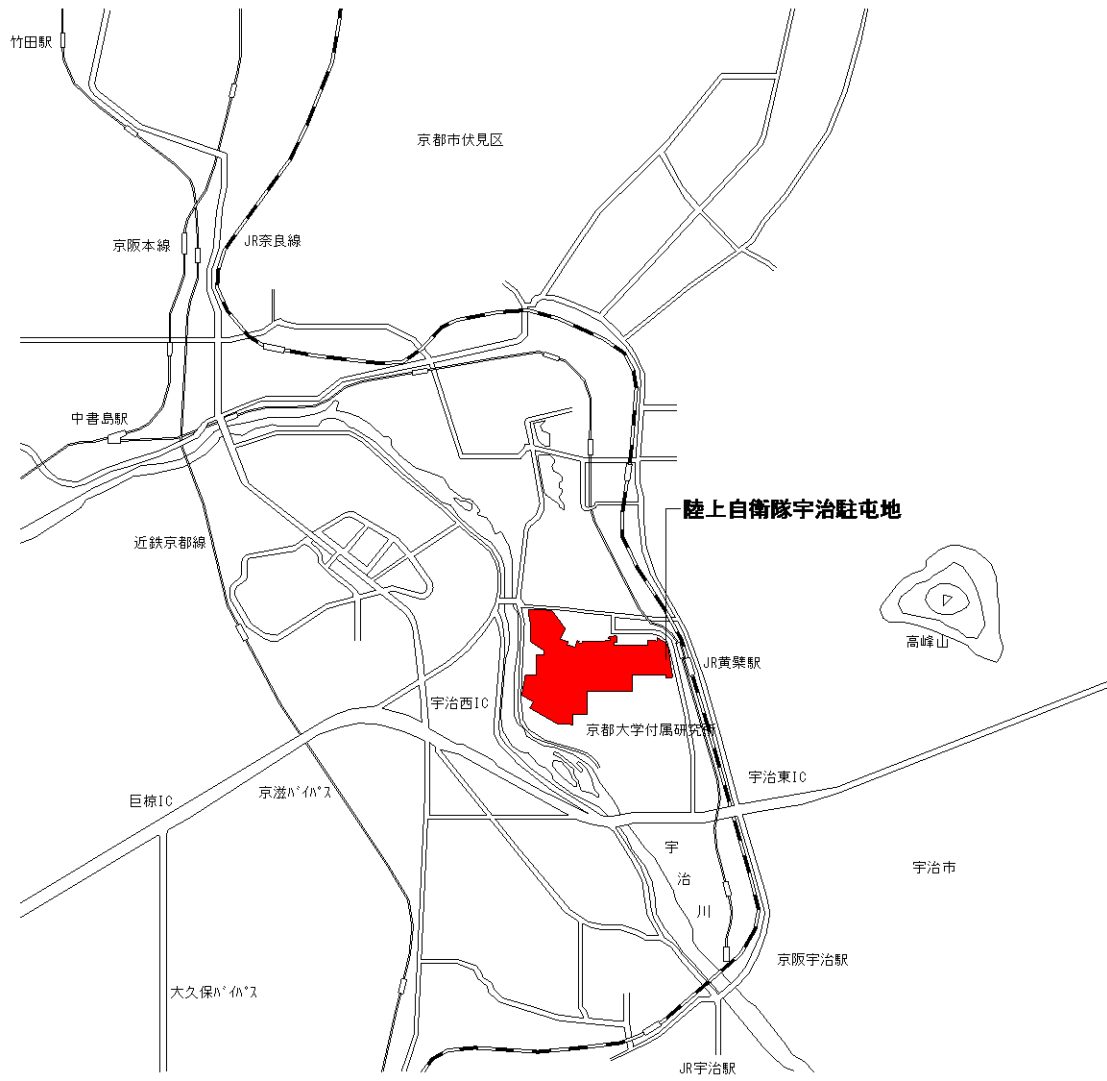 竹田駅
京都市伏見区
京阪本線
JR奈良線
中書島駅
陸上自衛隊宇治駐屯地
近鉄京都線
高峰山
JR黄檗駅
宇治西IC
京都大学付属研究所
宇治東IC
京滋ﾊﾞｲﾊﾟｽ
巨椋IC
宇
治
川
宇治市
京阪宇治駅
大久保ﾊﾞｲﾊﾟｽ
JR宇治駅